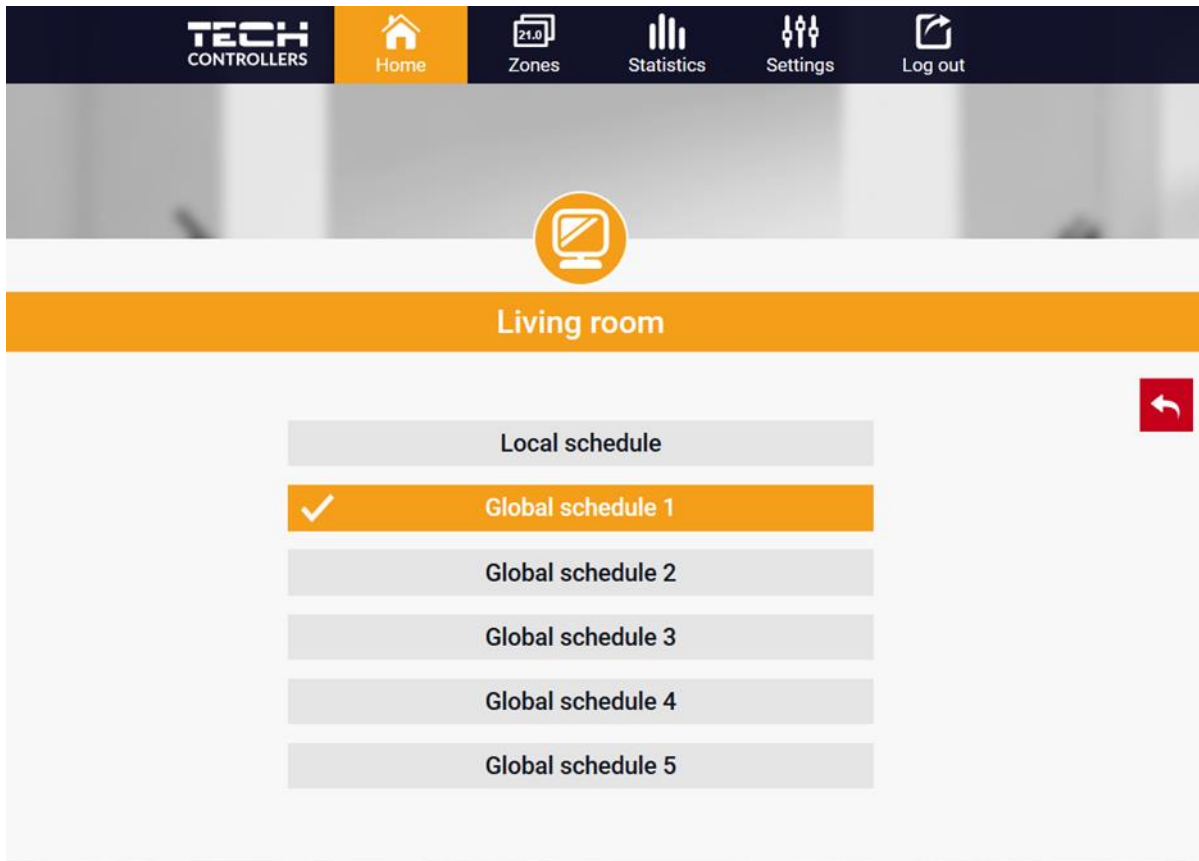 TECH
CONTROLLERS
Home
21.0
Zones
Statistics
Settings
Log out
Living room
Local schedule
Global schedule 1
Global schedule 2
Global schedule 3
Global schedule 4
Global schedule 5